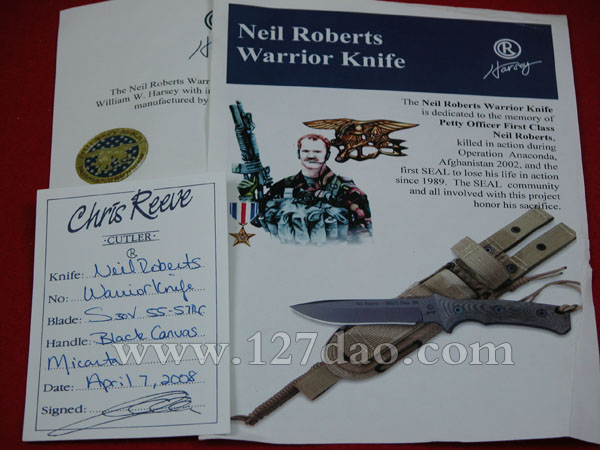 The Neil Roberts Warr
William W. Harsey with in
manufactured by
Harsey
Neil Roberts
Warrior Knife
R
Harsey
The Neil Roberts Warrior Knife
is dedicated to the memory of
Petty Officer First Class
Neil Roberts,
killed in action during
Operation Anaconda,
Afghanistan 2002, and the
first SEAL to lose his life in action
since 1989. The SEAL community
and all involved with this project
honor his sacrifice.
Chris Reeve
·CUTLER·
R
Knife: Neil Roberts
No: Warrior Knife
Blade: S30V 55-57RC
Handle: Black Canvas
Micarta
Date: April 7, 2008
Signed:
www.127dao.com